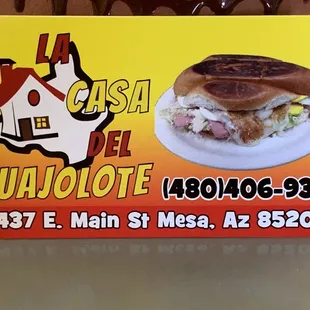 LA
CASA
DEL
UAJOLOTE
(480)406-93
437 E. Main St Mesa, Az 8520